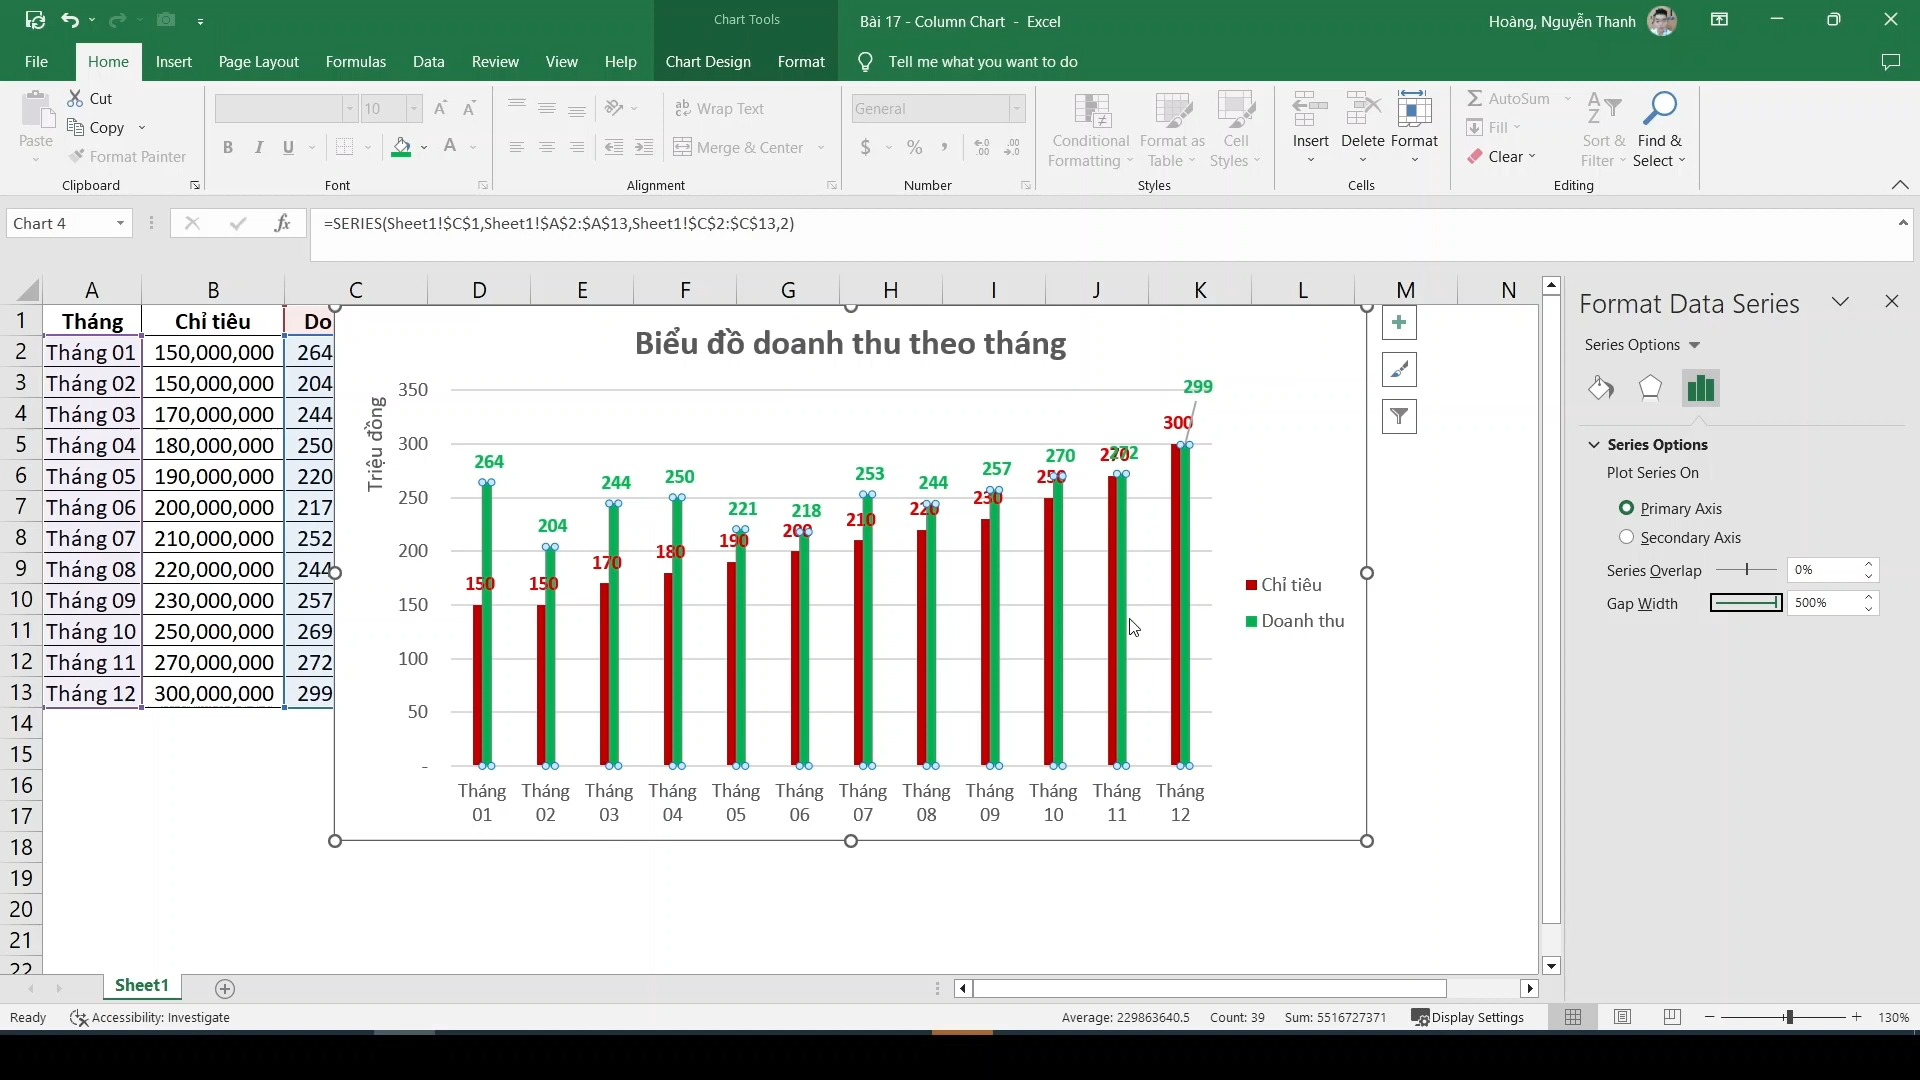 Chart Tools
Bài 17 - Column Chart - Excel
Hoàng, Nguyễn Thanh
File Home Insert Page Layout Formulas Data Review View Help Chart Design Format Tell me what you want to do
Paste
Cut
Copy
Format Painter
Clipboard
10
B I U
Font
Wrap Text
Merge & Center
Alignment
General
$ % ,
Number
Conditional Formatting
Format as Table
Cell Styles
Styles
Insert
Delete
Format
Cells
AutoSum
Fill
Clear
Sort & Filter
Find & Select
Editing
Chart 4
fx
=SERIES(Sheet1!$C$1,Sheet1!$A$2:$A$13,Sheet1!$C$2:$C$13,2)
A B C D E F G H I J K L M N
1 Tháng Chỉ tiêu Do
2 Tháng 01 150,000,000 264
3 Tháng 02 150,000,000 204
4 Tháng 03 170,000,000 244
5 Tháng 04 180,000,000 250
6 Tháng 05 190,000,000 220
7 Tháng 06 200,000,000 217
8 Tháng 07 210,000,000 252
9 Tháng 08 220,000,000 244
10 Tháng 09 230,000,000 257
11 Tháng 10 250,000,000 269
12 Tháng 11 270,000,000 272
13 Tháng 12 300,000,000 299
14
15
16
17
18
19
20
21
22
Biểu đồ doanh thu theo tháng
Triệu đồng
350
300
250
200
150
100
50
-
264 204 244 250 221 218 253 244 257 270 272 299
150 150 170 180 190 200 210 220 230 250 270 300
Tháng 01
Tháng 02
Tháng 03
Tháng 04
Tháng 05
Tháng 06
Tháng 07
Tháng 08
Tháng 09
Tháng 10
Tháng 11
Tháng 12
Chỉ tiêu
Doanh thu
Format Data Series
Series Options
Series Options
Plot Series On
Primary Axis
Secondary Axis
Series Overlap 0%
Gap Width 500%
Sheet1
Ready
Accessibility: Investigate
Average: 229863640.5 Count: 39 Sum: 5516727371
Display Settings
130%